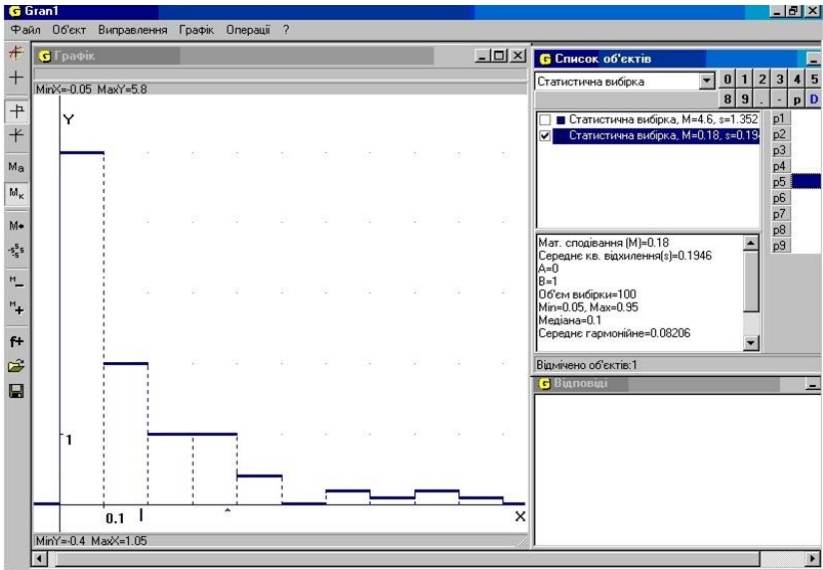 Gran1
Файл Об'єкт Виправлення Графік Операції ?
Графік
MinX=-0.05 MaxY=5.8
Y
1
0.1
X
MinY=-0.4 MaxX=1.05
Список об'єктів
Статистична вибірка
0 1 2 3 4 5
8 9 . - p D
Статистична вибірка, M=4.6, s=1.352
Статистична вибірка, M=0.18, s=0.194
p1
p2
p3
p4
p5
p6
p7
p8
p9
Мат. сподівання (M)=0.18
Середнє кв. відхилення(s)=0.1946
A=0
B=1
Об'єм вибірки=100
Min=0.05, Max=0.95
Медіана=0.1
Середнє гармонійне=0.08206
Відмічено об'єктів:1
Відповіді
Ma
Mк
M
M
M+
f+